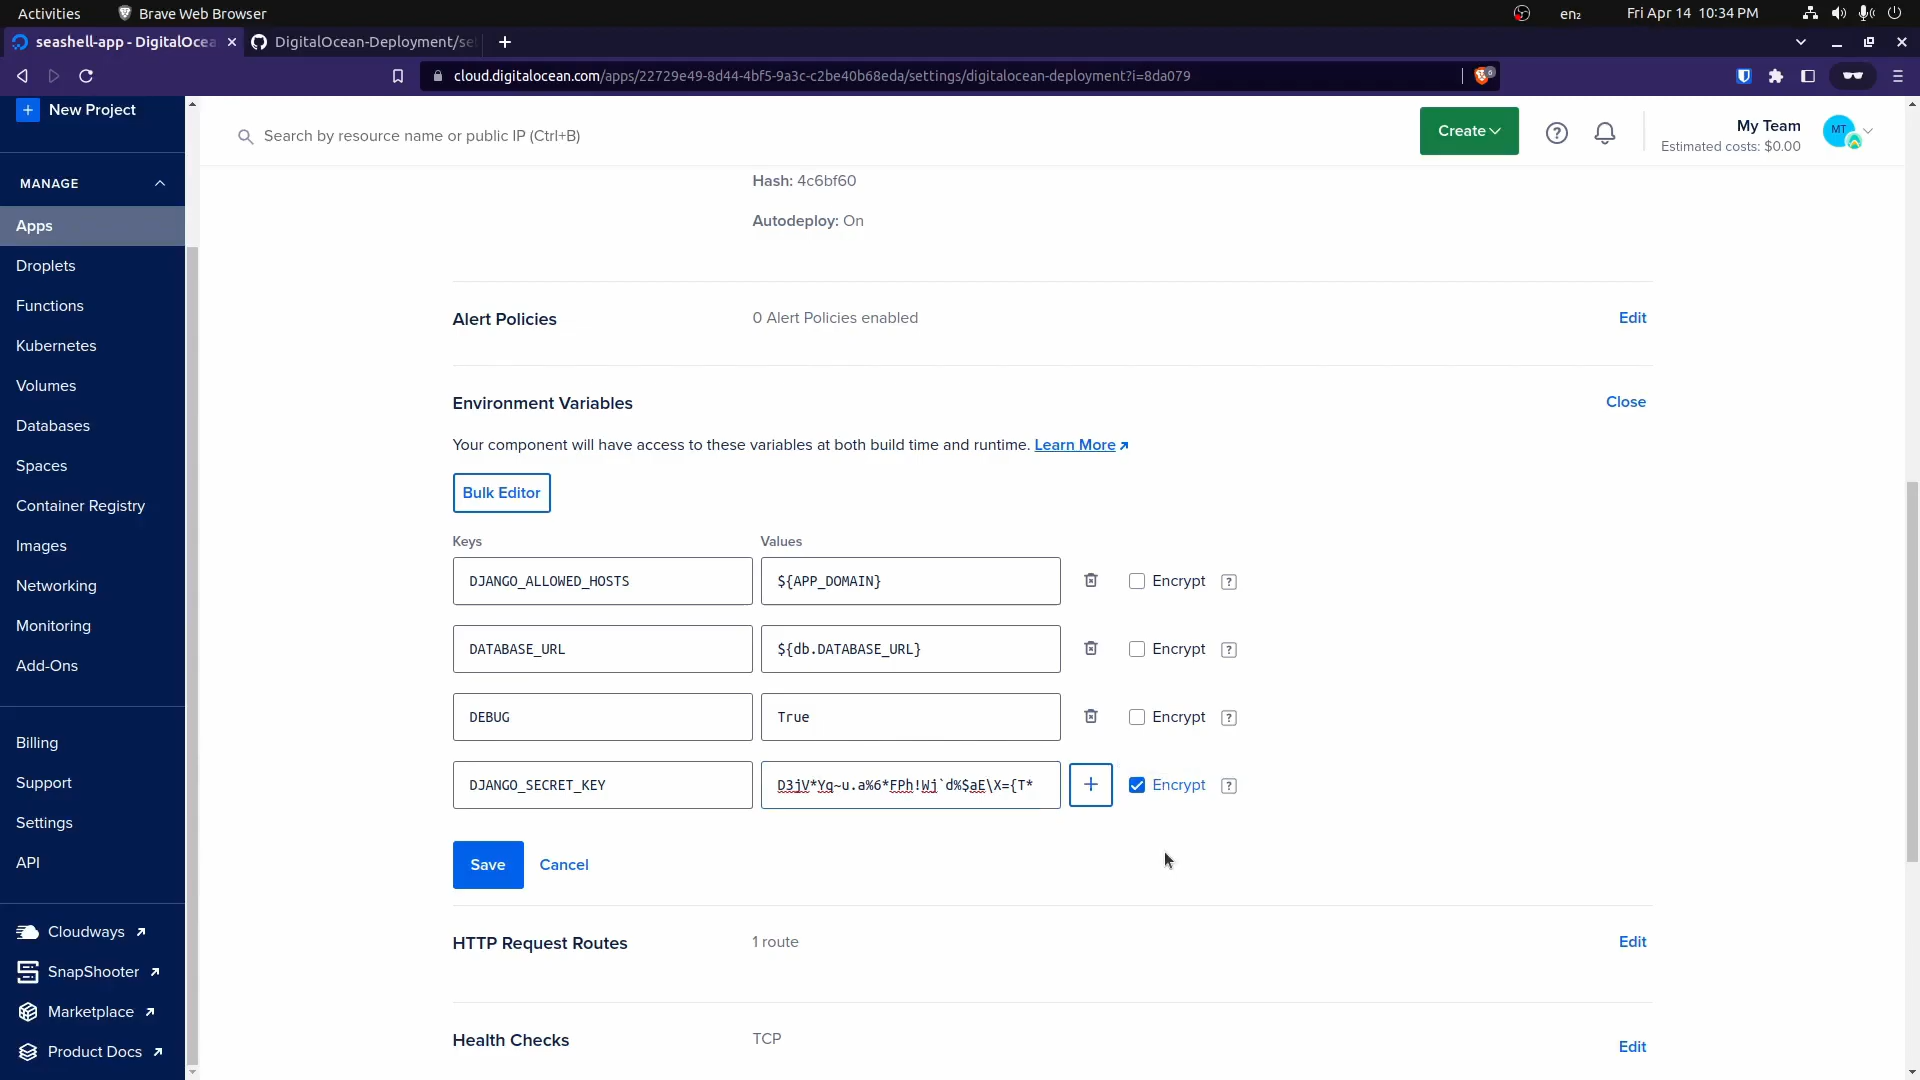 Activities
Brave Web Browser
en₂
Fri Apr 14 10:34 PM
seashell-app - DigitalOcea
DigitalOcean-Deployment/se
cloud.digitalocean.com/apps/22729e49-8d44-4bf5-9a3c-c2be40b68eda/settings/digitalocean-deployment?i=8da079
New Project
Search by resource name or public IP (Ctrl+B)
Create
My Team
Estimated costs: $0.00
MT
MANAGE
Apps
Droplets
Functions
Kubernetes
Volumes
Databases
Spaces
Container Registry
Images
Networking
Monitoring
Add-Ons
Billing
Support
Settings
API
Cloudways
SnapShooter
Marketplace
Product Docs
Hash: 4c6bf60
Autodeploy: On
Alert Policies
0 Alert Policies enabled
Edit
Environment Variables
Close
Your component will have access to these variables at both build time and runtime. Learn More
Bulk Editor
Keys
Values
DJANGO_ALLOWED_HOSTS
${APP_DOMAIN}
Encrypt
?
DATABASE_URL
${db.DATABASE_URL}
Encrypt
?
DEBUG
True
Encrypt
?
DJANGO_SECRET_KEY
D3jV*Yq~u.a%6*FPh!Wj`d%$aE\X={T*
+
Encrypt
?
Save
Cancel
HTTP Request Routes
1 route
Edit
Health Checks
TCP
Edit